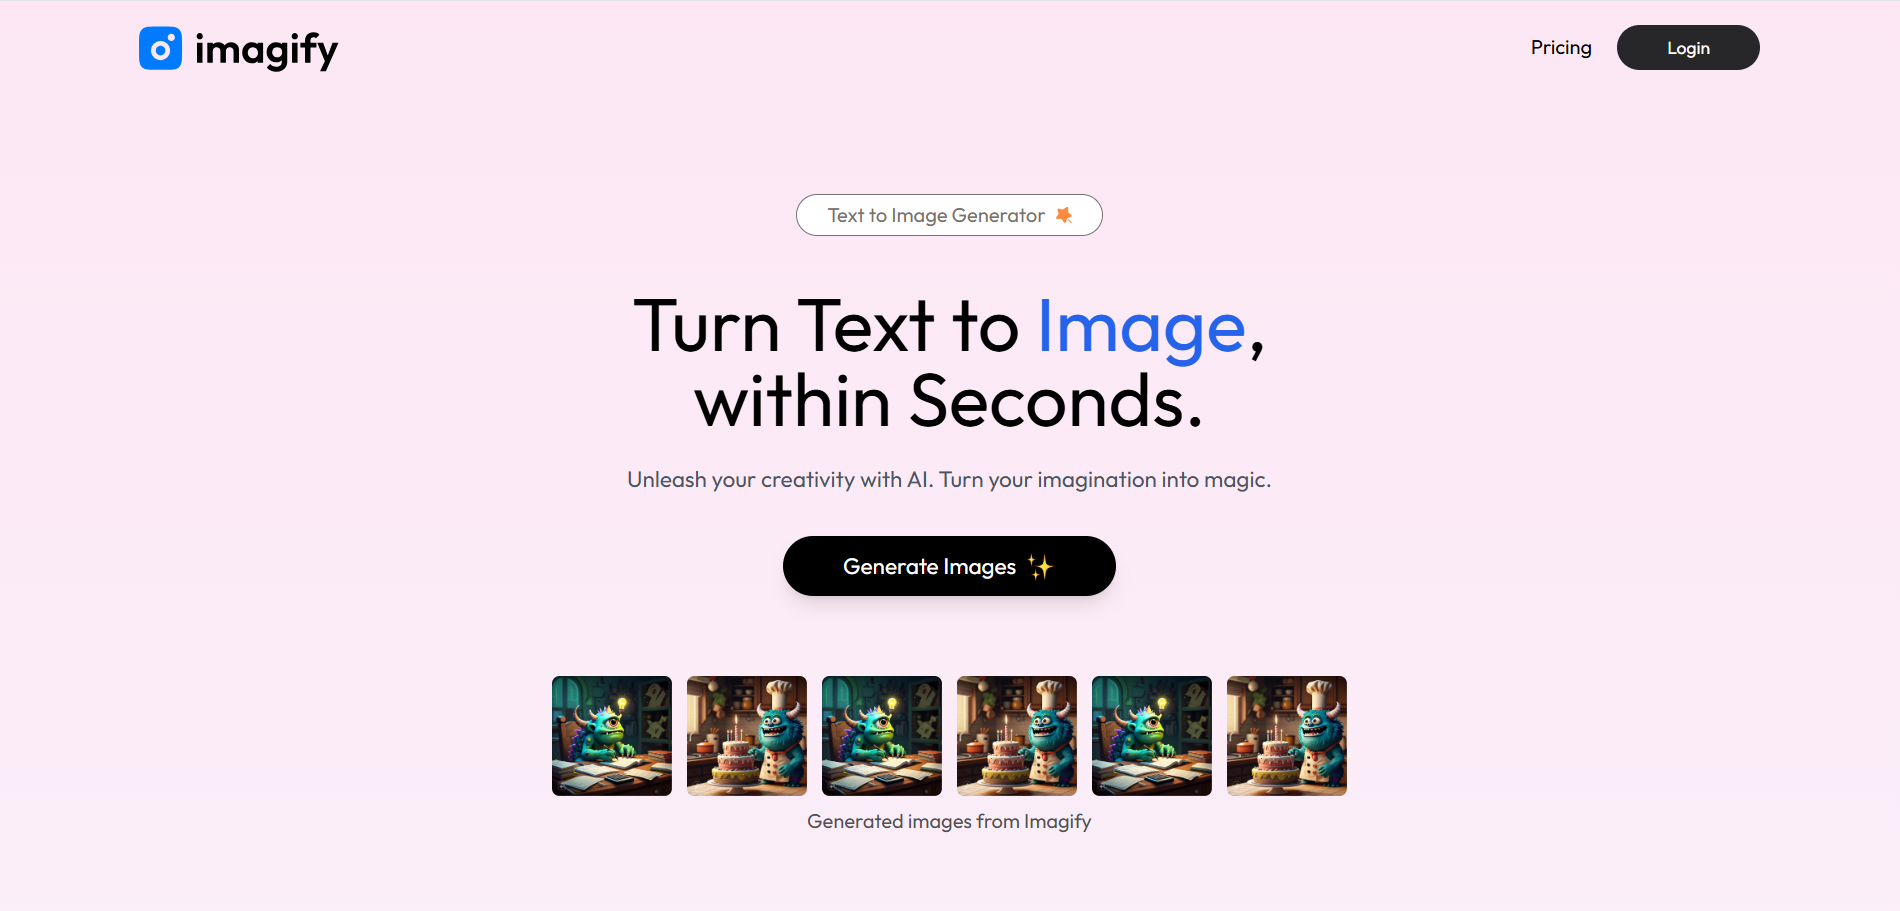 imagify
Pricing
Login
Text to Image Generator
Turn Text to Image,
within Seconds.
Unleash your creativity with AI. Turn your imagination into magic.
Generate Images ✨
Generated images from Imagify